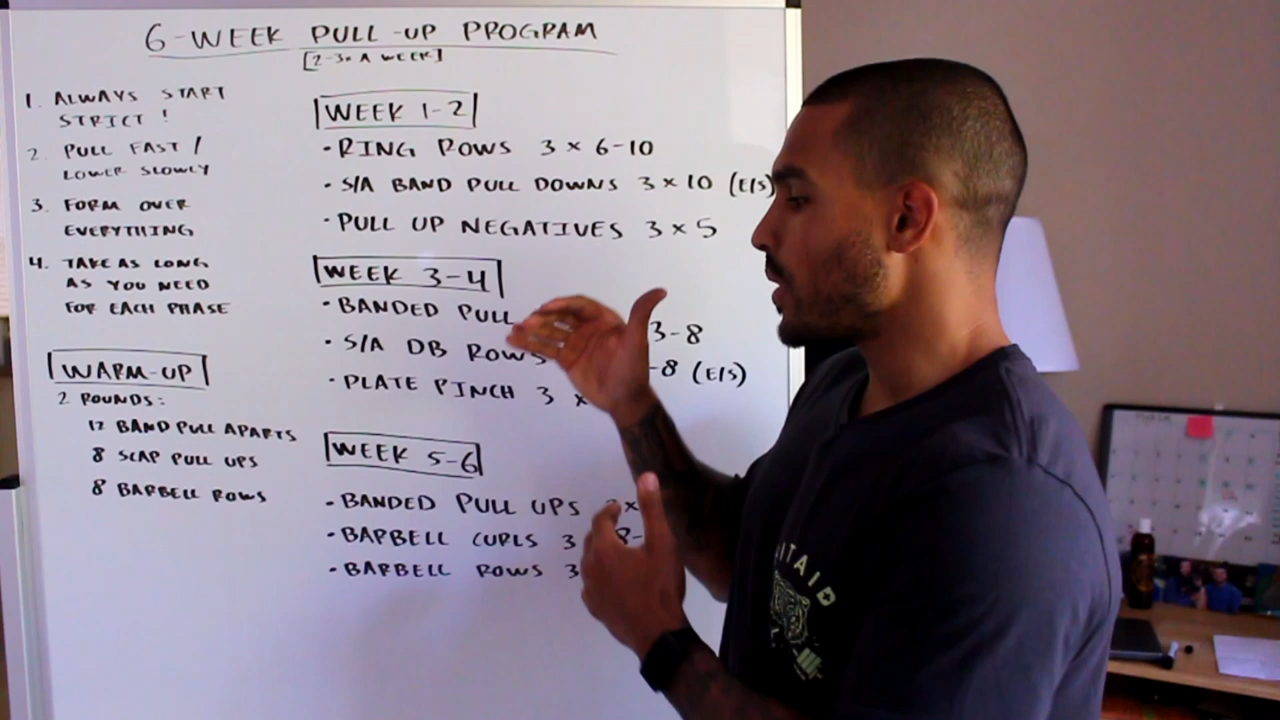 6-WEEK PULL-UP PROGRAM
[2-3x A WEEK]
1. ALWAYS START
STRICT!
2. PULL FAST /
LOWER SLOWLY
3. FORM OVER
EVERYTHING
4. TAKE AS LONG
AS YOU NEED
FOR EACH PHASE
WARM-UP
2 ROUNDS:
12 BAND PULL APARTS
8 SCAP PULL UPS
8 BARBELL ROWS
WEEK 1-2
• RING ROWS 3 x 6-10
• S/A BAND PULL DOWNS 3 x 10 (E/S)
• PULL UP NEGATIVES 3 x 5
WEEK 3-4
• BANDED PULL 3-8
• S/A DB ROWS -8 (E/S)
• PLATE PINCH 3 x
WEEK 5-6
• BANDED PULL UPS x
• BARBELL CURLS 3 8-
• BARBELL ROWS 3